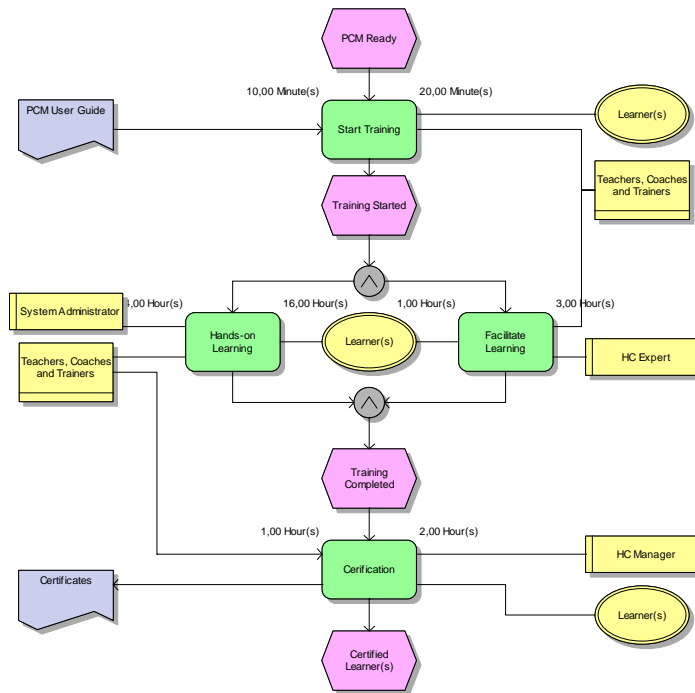 PCM Ready
10,00 Minute(s)
20,00 Minute(s)
PCM User Guide
Learner(s)
Start Training
Teachers, Coaches
and Trainers
Training Started
,00 Hour(s)
16,00 Hour(s)
1,00 Hour(s)
3,00 Hour(s)
System Administrator
Hands-on
Learning
Learner(s)
Facilitate
Learning
Teachers, Coaches
and Trainers
HC Expert
Training
Completed
1,00 Hour(s)
2,00 Hour(s)
HC Manager
Cerification
Certificates
Learner(s)
Certified
Learner(s)